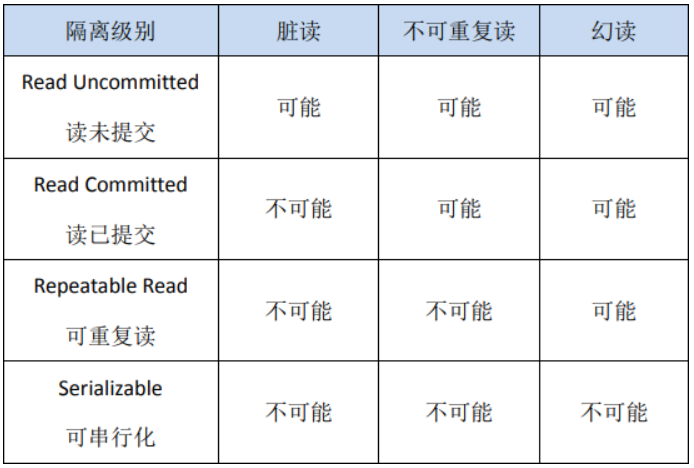 隔离级别 脏读 不可重复读 幻读
Read Uncommitted
读未提交
可能 可能 可能
Read Committed
读已提交
不可能 可能 可能
Repeatable Read
可重复读
不可能 不可能 可能
Serializable
可串行化
不可能 不可能 不可能